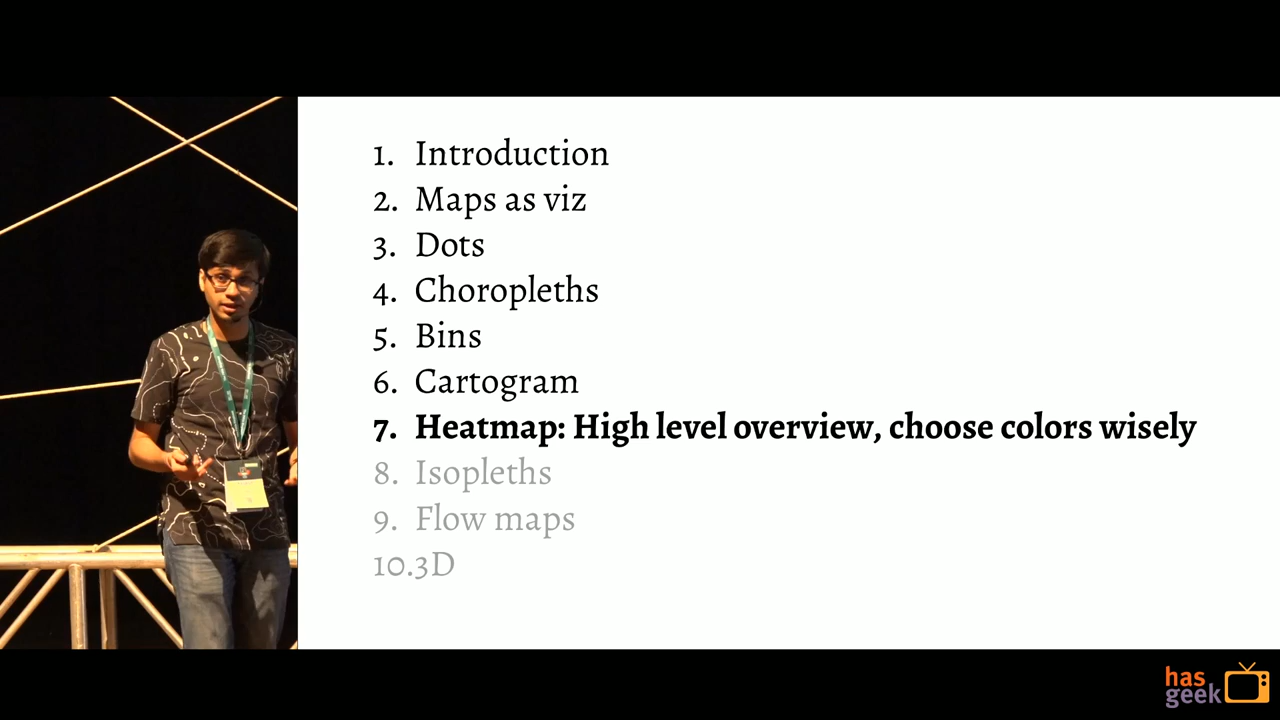 1. Introduction
2. Maps as viz
3. Dots
4. Choropleths
5. Bins
6. Cartogram
7. Heatmap: High level overview, choose colors wisely
8. Isopleths
9. Flow maps
10.3D
has
geek